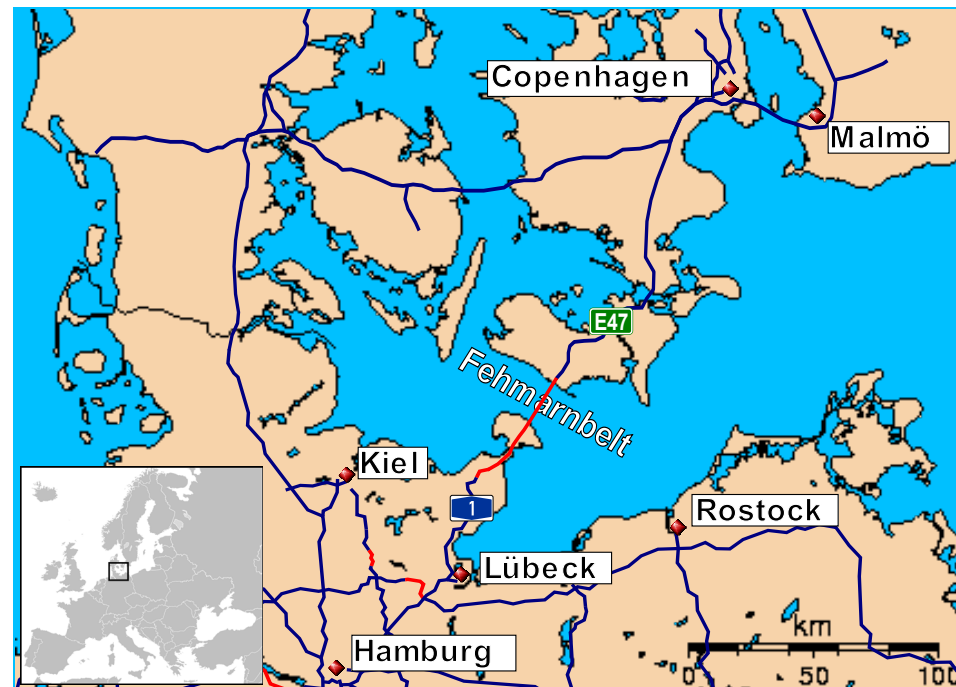 Copenhagen
Malmö
E47
Fehmarnbelt
Kiel
1
Rostock
Lübeck
km
Hamburg
0 50 100